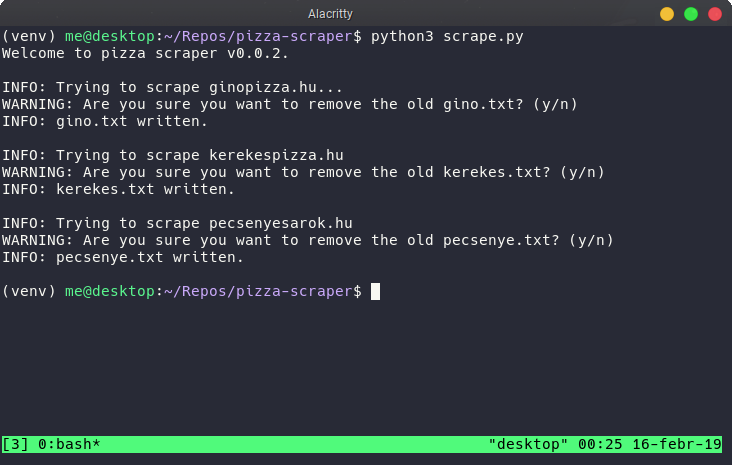 Alacritty
(venv) me@desktop:~/Repos/pizza-scraper$ python3 scrape.py
Welcome to pizza scraper v0.0.2.
INFO: Trying to scrape ginopizza.hu...
WARNING: Are you sure you want to remove the old gino.txt? (y/n)
INFO: gino.txt written.
INFO: Trying to scrape kerekespizza.hu
WARNING: Are you sure you want to remove the old kerekes.txt? (y/n)
INFO: kerekes.txt written.
INFO: Trying to scrape pecsenyesarok.hu
WARNING: Are you sure you want to remove the old pecsenye.txt? (y/n)
INFO: pecsenye.txt written.
(venv) me@desktop:~/Repos/pizza-scraper$
[3] 0:bash* "desktop" 00:25 16-febr-19